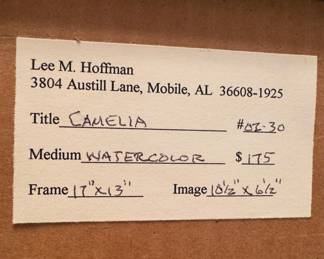 Lee M. Hoffman
3804 Austill Lane, Mobile, AL 36608-1925
Title CAMELIA #02-30
Medium WATERCOLOR $ 175
Frame 17"X13" Image 10½" X 6½"